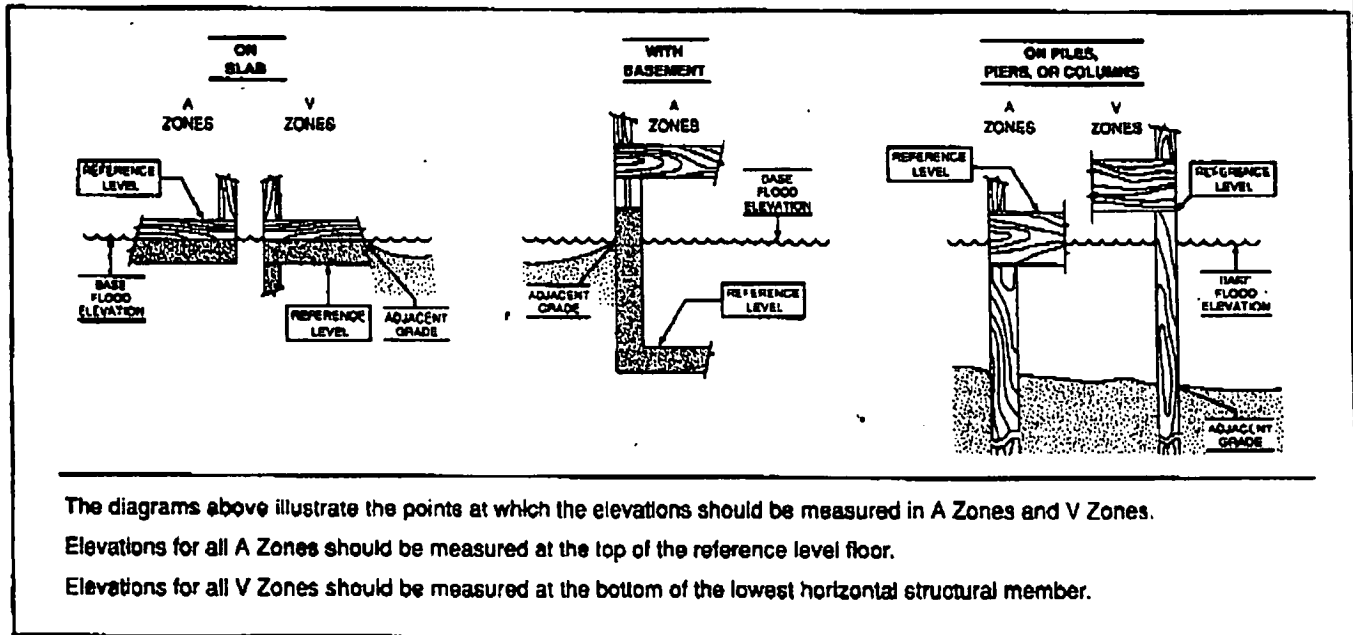 ON
SLAB
A
ZONES
V
ZONES
REFERENCE
LEVEL
BASE
FLOOD
ELEVATION
REFERENCE
LEVEL
ADJACENT
GRADE
WITH
BASEMENT
A
ZONES
BASE
FLOOD
ELEVATION
ADJACENT
GRADE
REFERENCE
LEVEL
ON PILES,
PIERS, OR COLUMNS
A
ZONES
V
ZONES
REFERENCE
LEVEL
REFERENCE
LEVEL
FLOOD
ELEVATION
ADJACENT
GRADE
The diagrams above illustrate the points at which the elevations should be measured in A Zones and V Zones.
Elevations for all A Zones should be measured at the top of the reference level floor.
Elevations for all V Zones should be measured at the bottom of the lowest horizontal structural member.